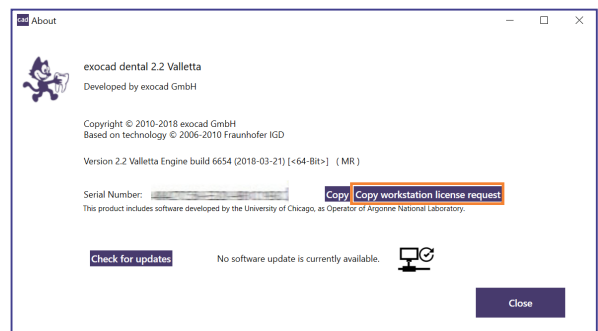 cad About
exocad dental 2.2 Valletta
Developed by exocad GmbH
Copyright © 2010-2018 exocad GmbH
Based on technology © 2006-2010 Fraunhofer IGD
Version 2.2 Valletta Engine build 6654 (2018-03-21) [<64-Bit>] ( MR )
Serial Number: Copy Copy workstation license request
This product includes software developed by the University of Chicago, as Operator of Argonne National Laboratory.
Check for updates No software update is currently available.
Close